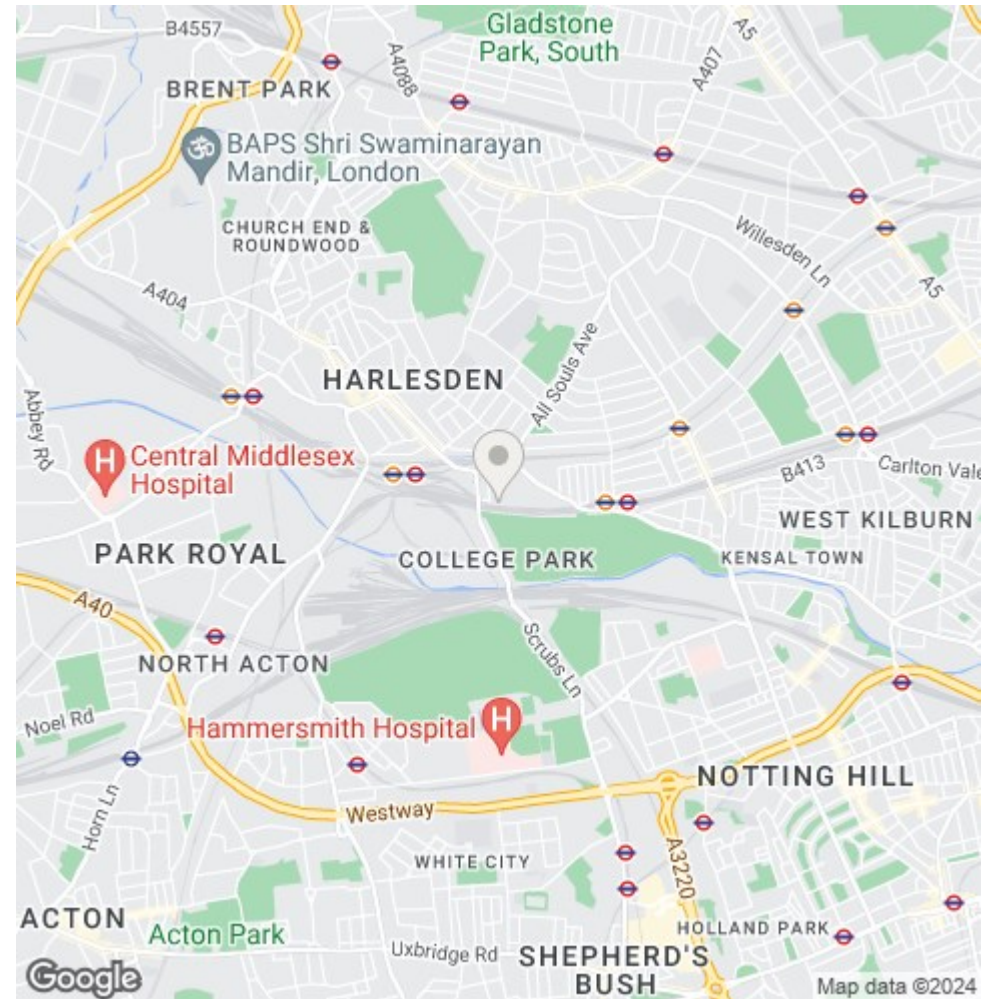 Gladstone
Park, South
B4557
A4088
A407
A5
BRENT PARK
BAPS Shri Swaminarayan
Mandir, London
CHURCH END &
ROUNDWOOD
Willesden Ln
A5
A404
HARLESDEN
All Souls Ave
Abbey Rd
H
Central Middlesex
Hospital
B413
Carlton Vale
WEST KILBURN
PARK ROYAL
COLLEGE PARK
KENSAL TOWN
A40
NORTH ACTON
Scrubs Ln
Noel Rd
Hammersmith Hospital
H
Horn Ln
NOTTING HILL
Westway
WHITE CITY
A3220
ACTON
Acton Park
Uxbridge Rd
HOLLAND PARK
SHEPHERD'S
BUSH
Google
Map data ©2024